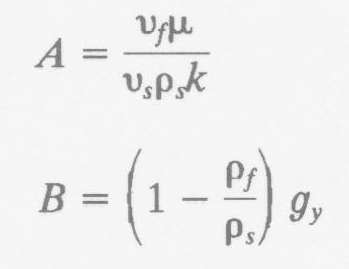 A = υ_f μ / υ_s ρ_s k
B = (1 − ρ_f / ρ_s) g_y